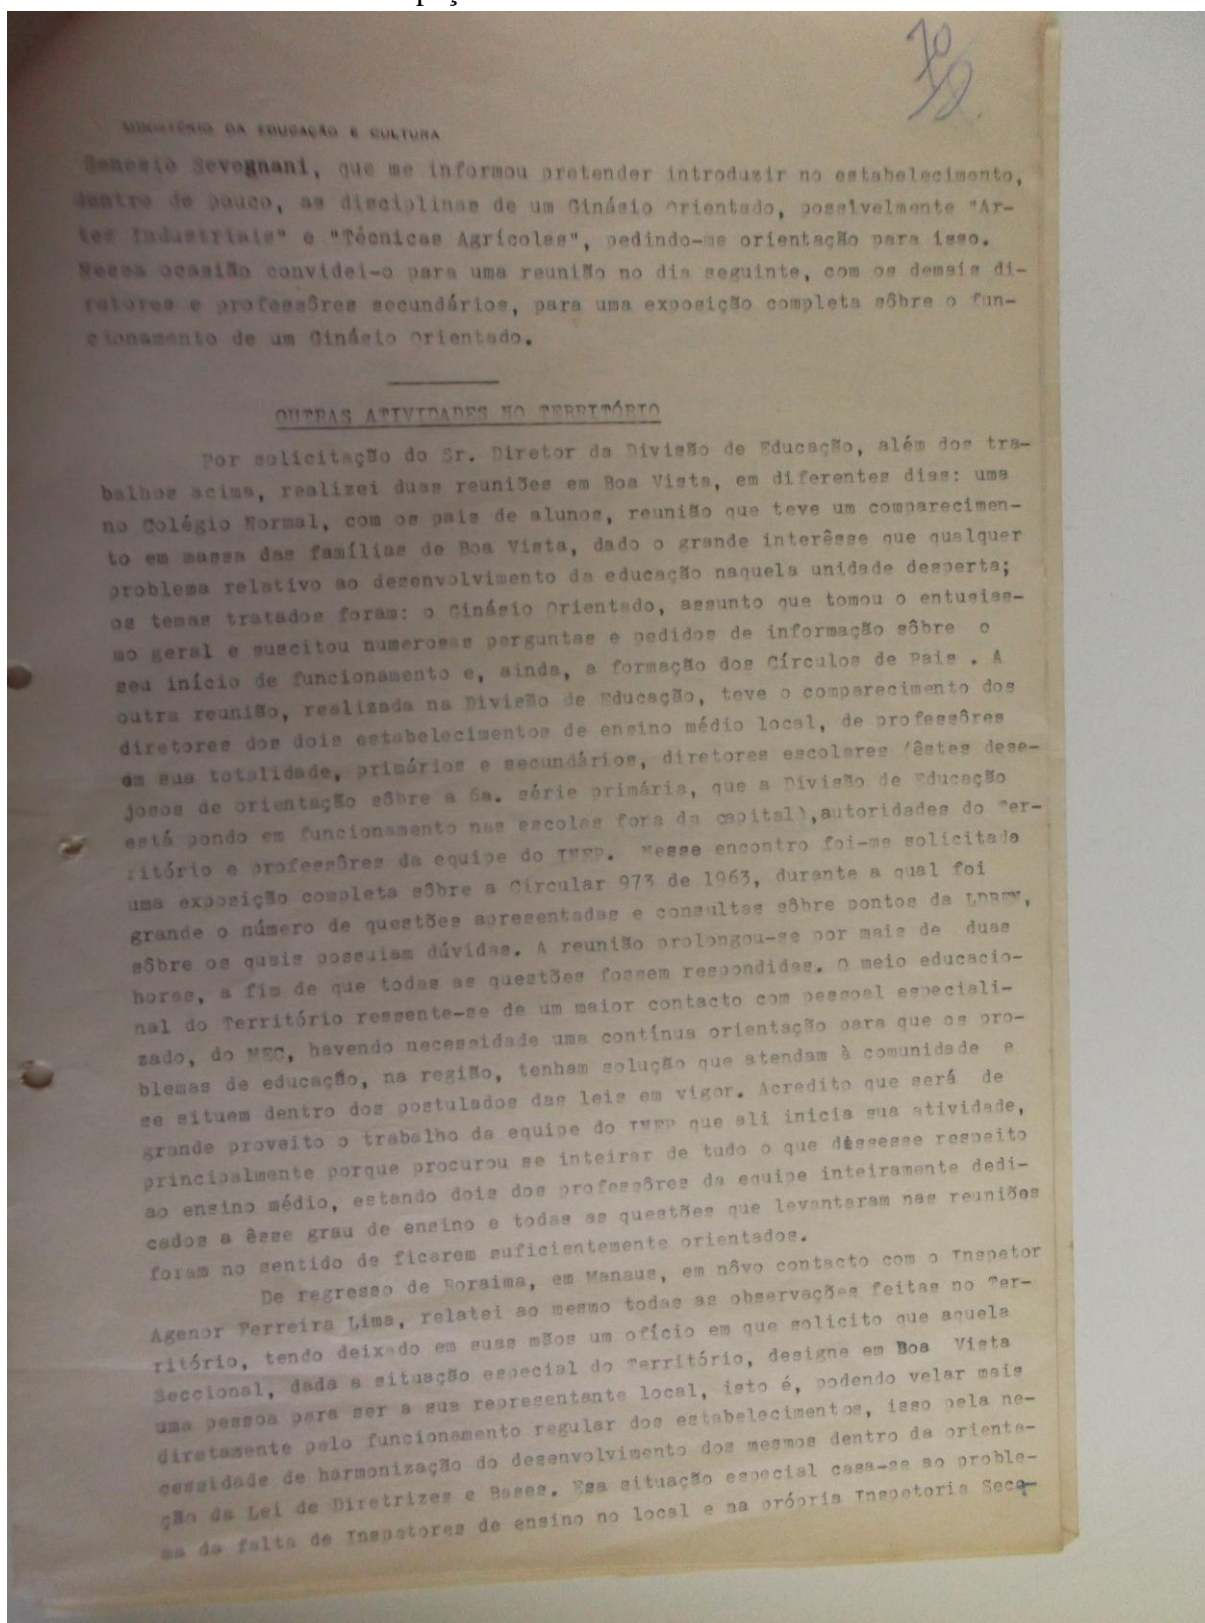 MINISTÉRIO DA EDUCAÇÃO E CULTURA
Genesio Sevegnani, que me informou pretender introduzir no estabelecimento,
dentro de pouco, as disciplinas de um Ginásio Orientado, possivelmente "Ar-
tes Industriais" e "Técnicas Agrícolas", pedindo-me orientação para isso.
Nessa ocasião convidei-o para uma reunião no dia seguinte, com os demais di-
retores e professôres secundários, para uma exposição completa sôbre o fun-
cionamento de um Ginásio Orientado.
OUTRAS ATIVIDADES NO TERRITÓRIO
Por solicitação do Sr. Diretor da Divisão de Educação, além dos tra-
balhos acima, realizei duas reuniões em Boa Vista, em diferentes dias: uma
no Colégio Normal, com os pais de alunos, reunião que teve um comparecimen-
to em massa das famílias de Boa Vista, dado o grande interêsse que qualquer
problema relativo ao desenvolvimento da educação naquela unidade desperta;
os temas tratados foram: o Ginásio Orientado, assunto que tomou o entusias-
mo geral e suscitou numerosas perguntas e pedidos de informação sôbre o
seu início de funcionamento e, ainda, a formação dos Círculos de Pais . A
outra reunião, realizada na Divisão de Educação, teve o comparecimento dos
diretores dos dois estabelecimentos de ensino médio local, de professôres
em sua totalidade, primários e secundários, diretores escolares (êstes dese-
josos de orientação sôbre a 6a. série primária, que a Divisão de Educação
está pondo em funcionamento nas escolas fora da capital),autoridades do Ter-
ritório e professôres da equipe do INEP. Nesse encontro foi-me solicitada
uma exposição completa sôbre a Circular 973 de 1963, durante a qual foi
grande o número de questões apresentadas e consultas sôbre pontos da LDBEN,
sôbre os quais possuiam dúvidas. A reunião prolongou-se por mais de duas
horas, a fim de que todas as questões fossem respondidas. O meio educacio-
nal do Território ressente-se de um maior contacto com pessoal especiali-
zado, do MEC, havendo necessidade uma contínua orientação para que os pro-
blemas de educação, na região, tenham solução que atendam à comunidade e
se situem dentro dos postulados das leis em vigor. Acredito que será de
grande proveito o trabalho da equipe do INEP que ali inicia sua atividade,
principalmente porque procurou se inteirar de tudo o que dissesse respeito
ao ensino médio, estando dois dos professôres da equipe inteiramente dedi-
cados a êsse grau de ensino e todas as questões que levantaram nas reuniões
foram no sentido de ficarem suficientemente orientados.
De regresso de Roraima, em Manaus, em nôvo contacto com o Inspetor
Agenor Ferreira Lima, relatei ao mesmo todas as observações feitas no Ter-
ritório, tendo deixado em suas mãos um ofício em que solicito que aquela
Seccional, dada a situação especial do Território, designe em Boa Vista
uma pessoa para ser a sua representante local, isto é, podendo velar mais
diretamente pelo funcionamento regular dos estabelecimentos, isso pela ne-
cessidade de harmonização do desenvolvimento dos mesmos dentro da orienta-
ção da Lei de Diretrizes e Bases. Esa situação especial casa-se ao proble-
ma da falta de Inspetores de ensino no local e na própria Inspetoria Secç-